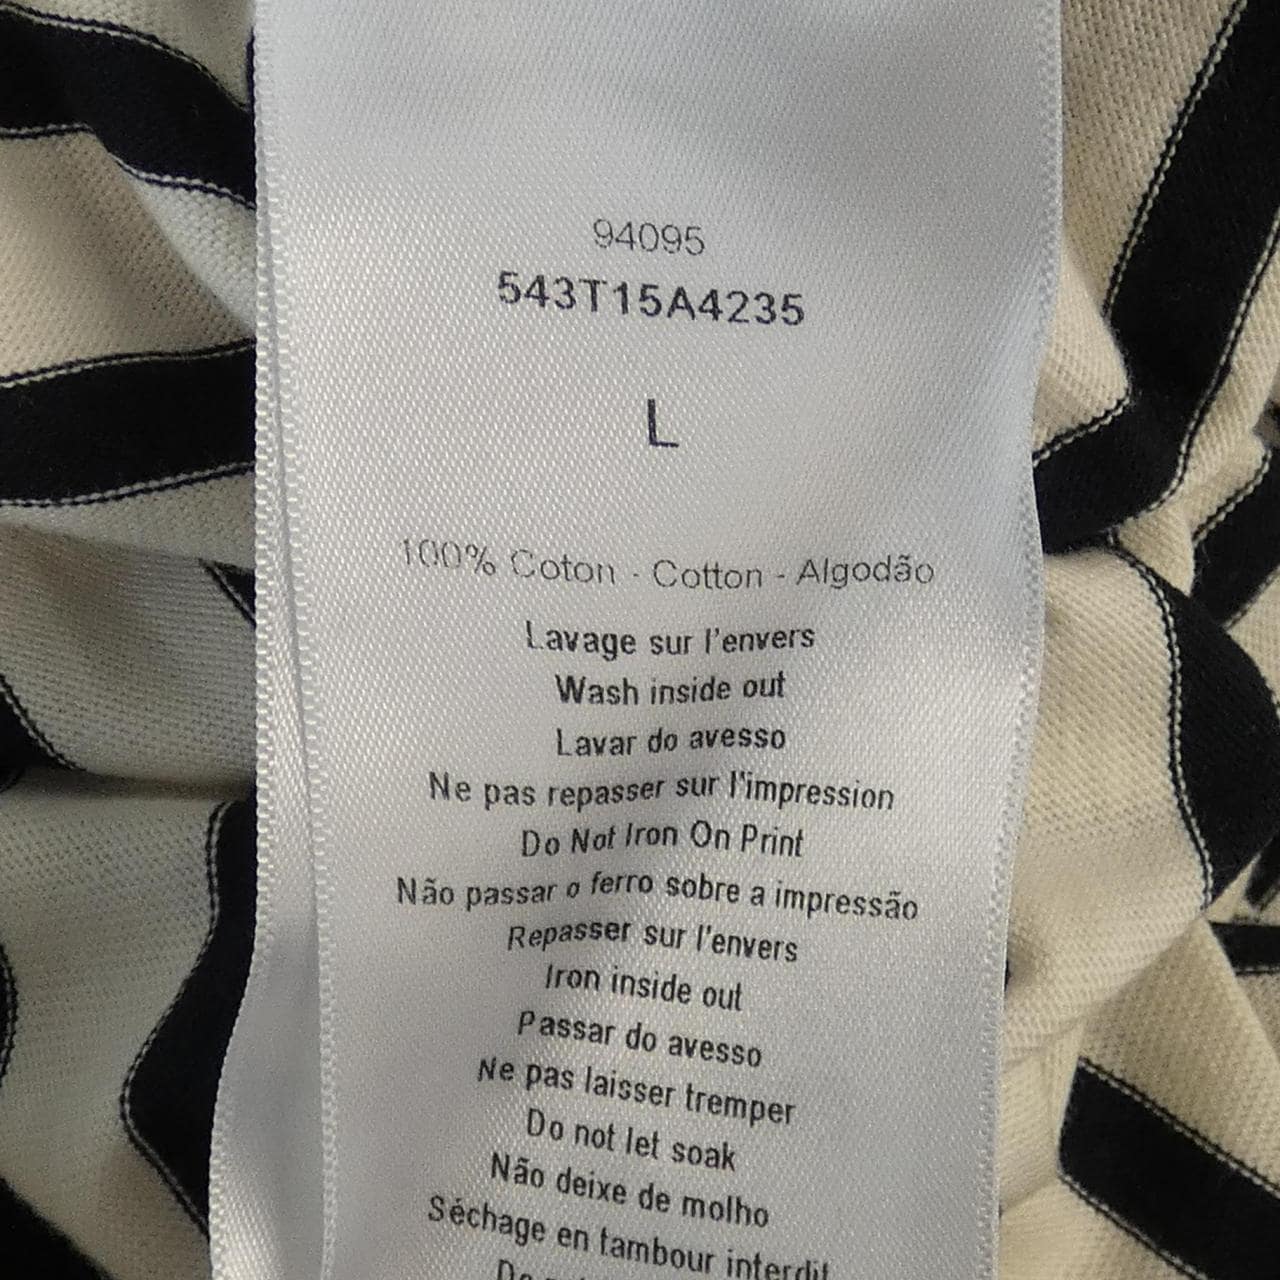 94095
543T15A4235
L
100% Coton - Cotton - Algodão
Lavage sur l'envers
Wash inside out
Lavar do avesso
Ne pas repasser sur l'impression
Do Not Iron On Print
Não passar o ferro sobre a impressão
Repasser sur l'envers
Iron inside out
Passar do avesso
Ne pas laisser tremper
Do not let soak
Não deixe de molho
Séchage en tambour interdit
Do